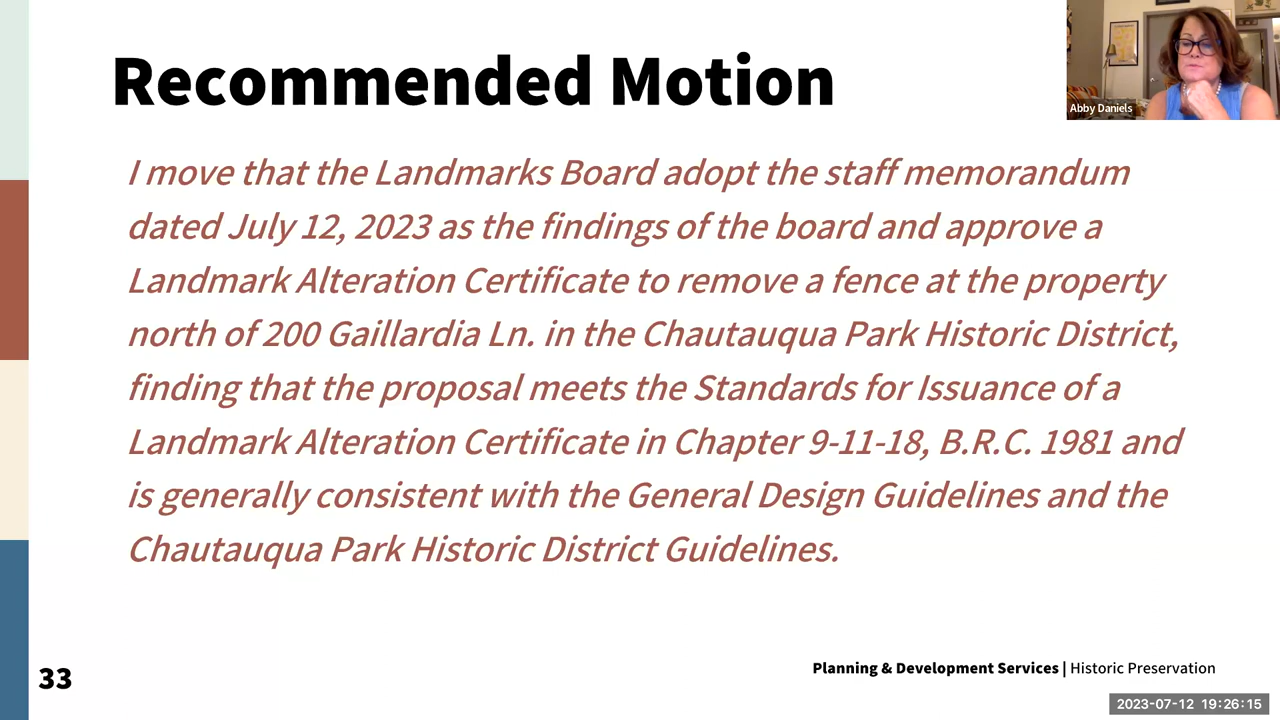 Recommended Motion
Abby Daniels
I move that the Landmarks Board adopt the staff memorandum
dated July 12, 2023 as the findings of the board and approve a
Landmark Alteration Certificate to remove a fence at the property
north of 200 Gaillardia Ln. in the Chautauqua Park Historic District,
finding that the proposal meets the Standards for Issuance of a
Landmark Alteration Certificate in Chapter 9-11-18, B.R.C. 1981 and
is generally consistent with the General Design Guidelines and the
Chautauqua Park Historic District Guidelines.
33
Planning & Development Services | Historic Preservation
2023-07-12 19:26:15